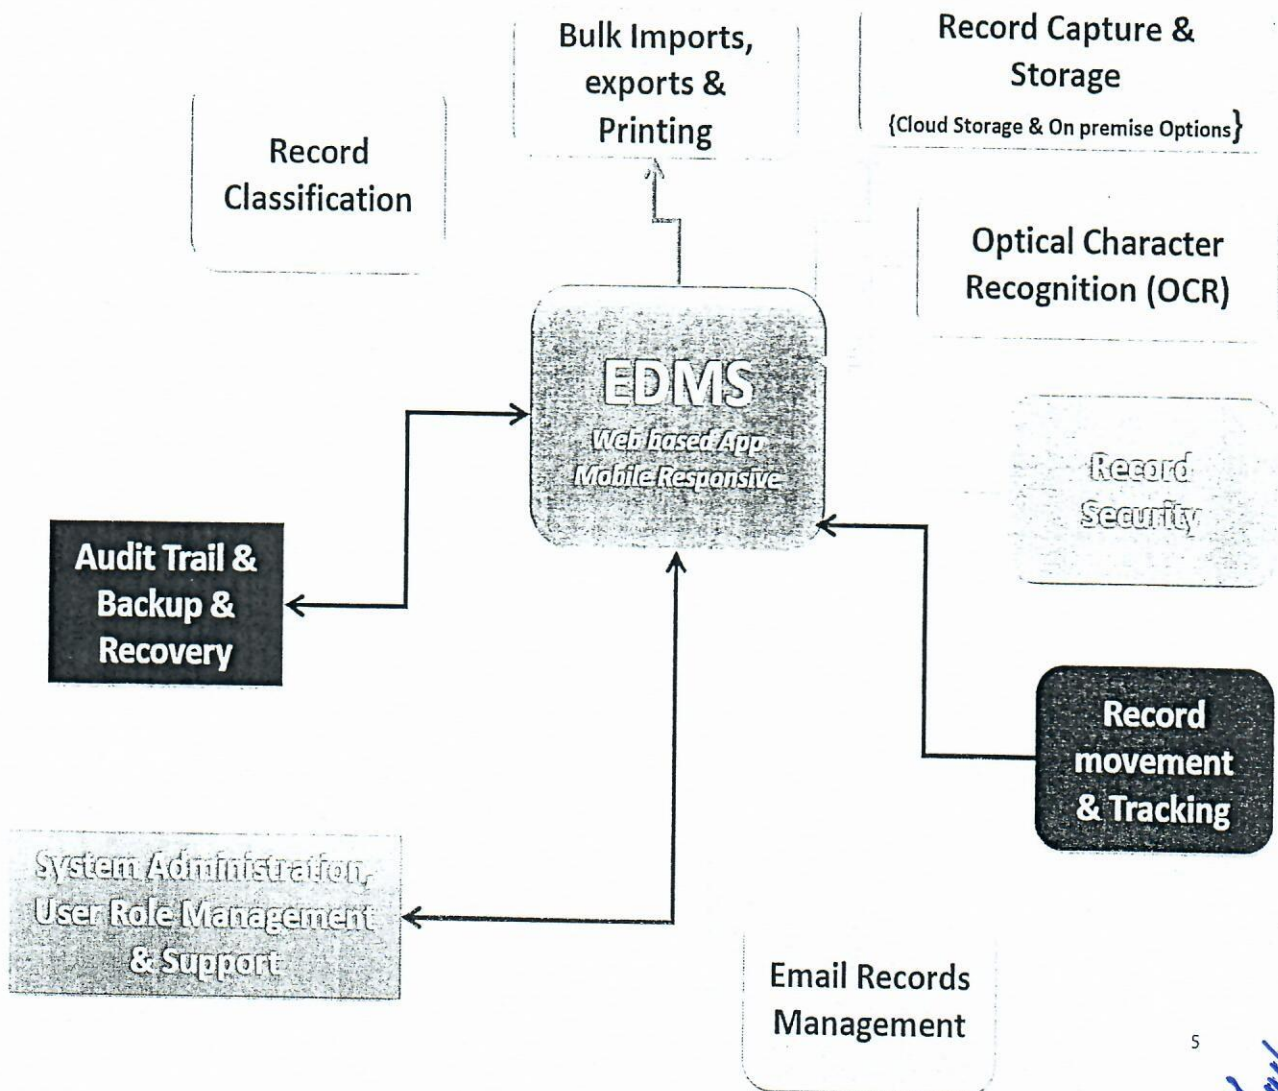 Bulk Imports,
exports &
Printing
Record Capture &
Storage
{Cloud Storage & On premise Options}
Record
Classification
Optical Character
Recognition (OCR)
EDMS
Web based App
Mobile Responsive
Record
Security
Audit Trail &
Backup &
Recovery
Record
movement
& Tracking
System Administration,
User Role Management
& Support
Email Records
Management
5